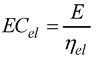 EC_el = E / η_el